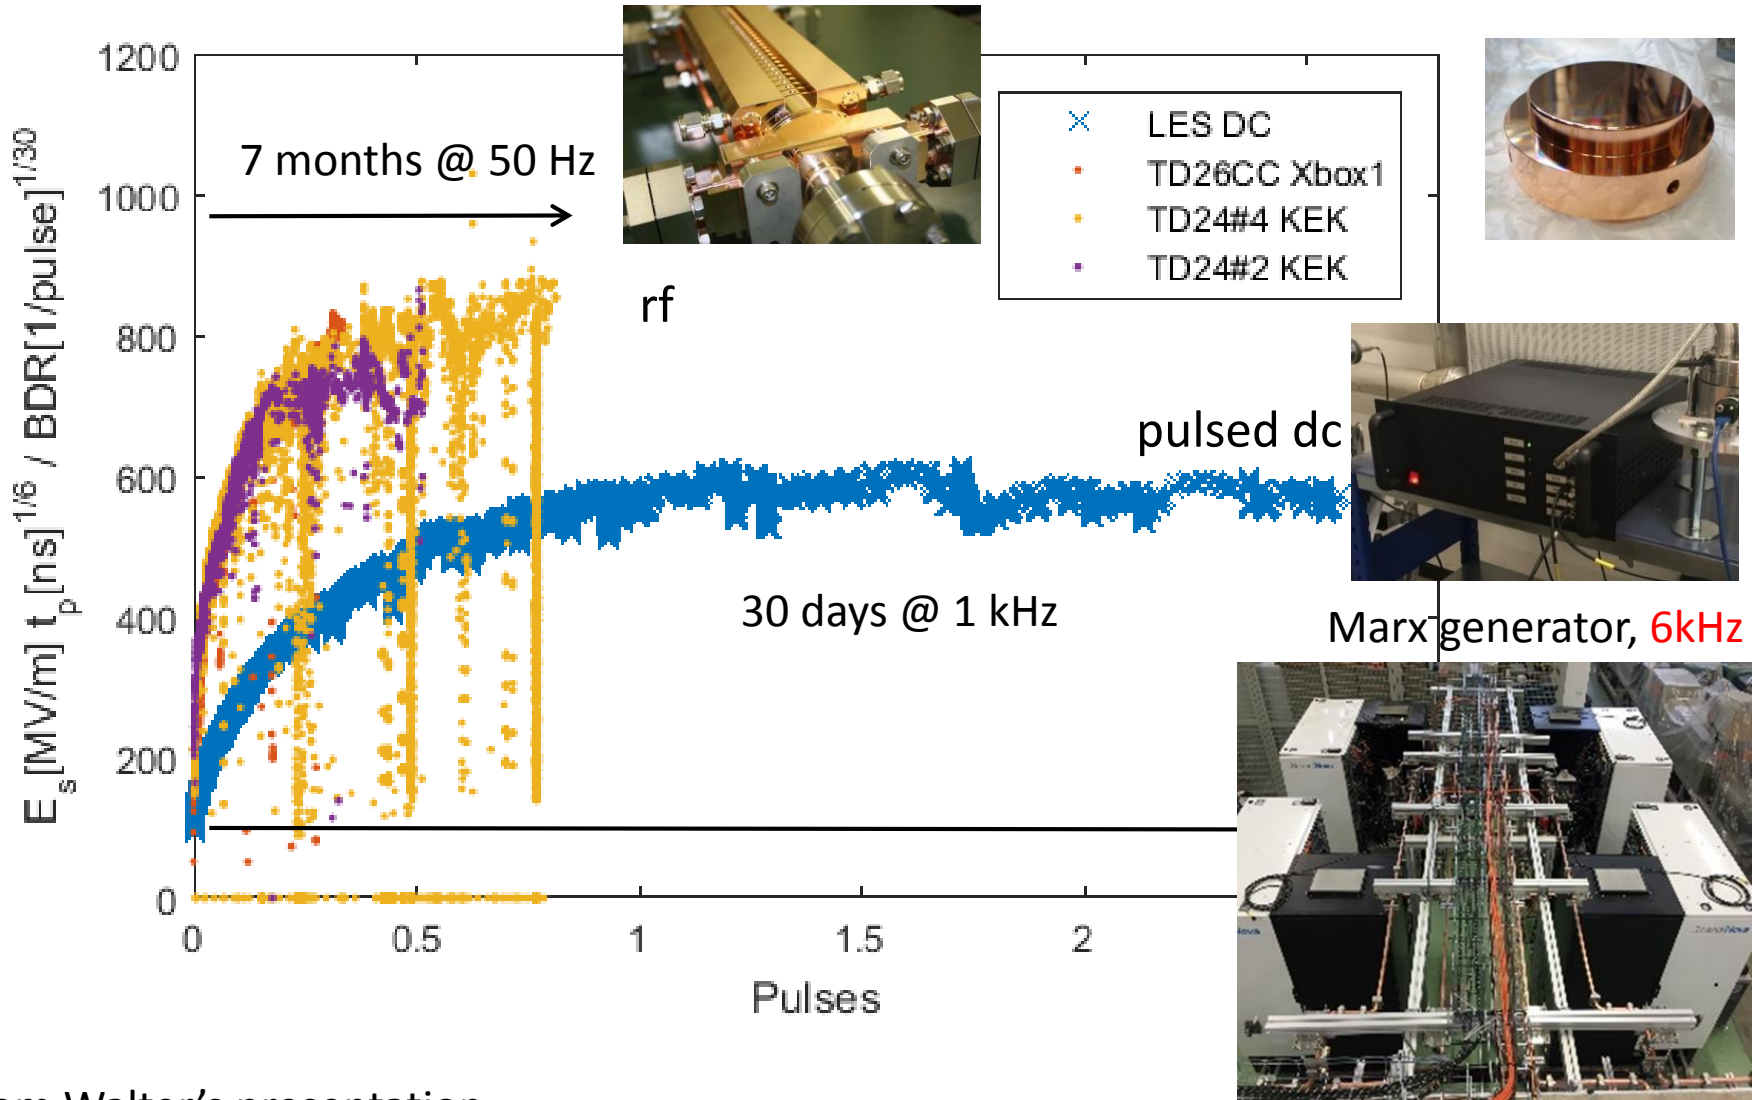 1200
1000
800
600
400
200
0
E_s[MV/m] t_p[ns]^1/6 / BDR[1/pulse]^1/30
7 months @ 50 Hz
LES DC
TD26CC Xbox1
TD24#4 KEK
TD24#2 KEK
rf
pulsed dc
30 days @ 1 kHz
Marx generator, 6kHz
0
0.5
1
1.5
2
Pulses
Walter's presentation